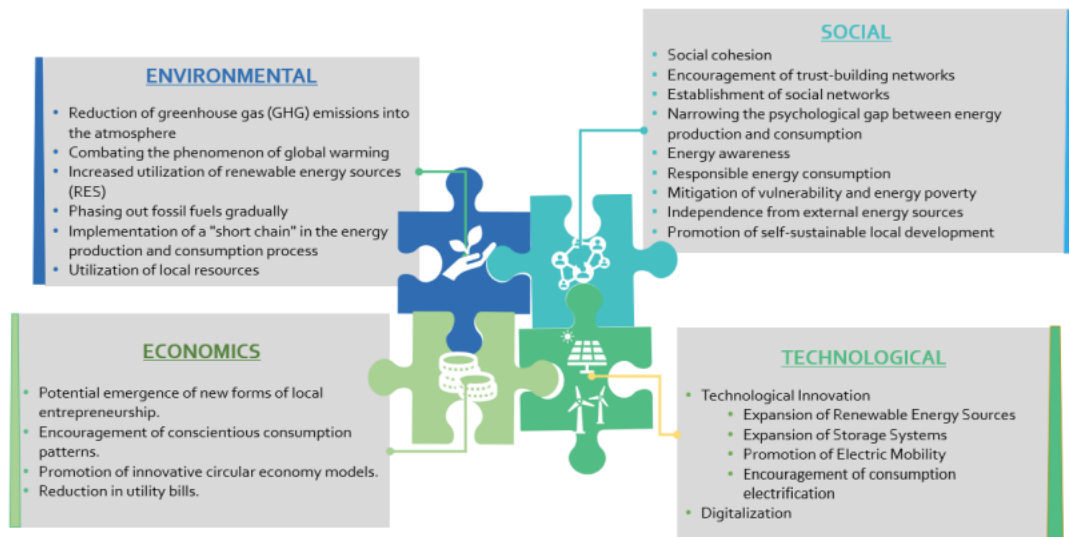 ENVIRONMENTAL
• Reduction of greenhouse gas (GHG) emissions into
the atmosphere
• Combating the phenomenon of global warming
• Increased utilization of renewable energy sources
(RES)
• Phasing out fossil fuels gradually
• Implementation of a "short chain" in the energy
production and consumption process
• Utilization of local resources
SOCIAL
• Social cohesion
• Encouragement of trust-building networks
• Establishment of social networks
• Narrowing the psychological gap between energy
production and consumption
• Energy awareness
• Responsible energy consumption
• Mitigation of vulnerability and energy poverty
• Independence from external energy sources
• Promotion of self-sustainable local development
ECONOMICS
• Potential emergence of new forms of local
entrepreneurship.
• Encouragement of conscientious consumption
patterns.
• Promotion of innovative circular economy models.
• Reduction in utility bills.
TECHNOLOGICAL
• Technological Innovation
• Expansion of Renewable Energy Sources
• Expansion of Storage Systems
• Promotion of Electric Mobility
• Encouragement of consumption
electrification
• Digitalization